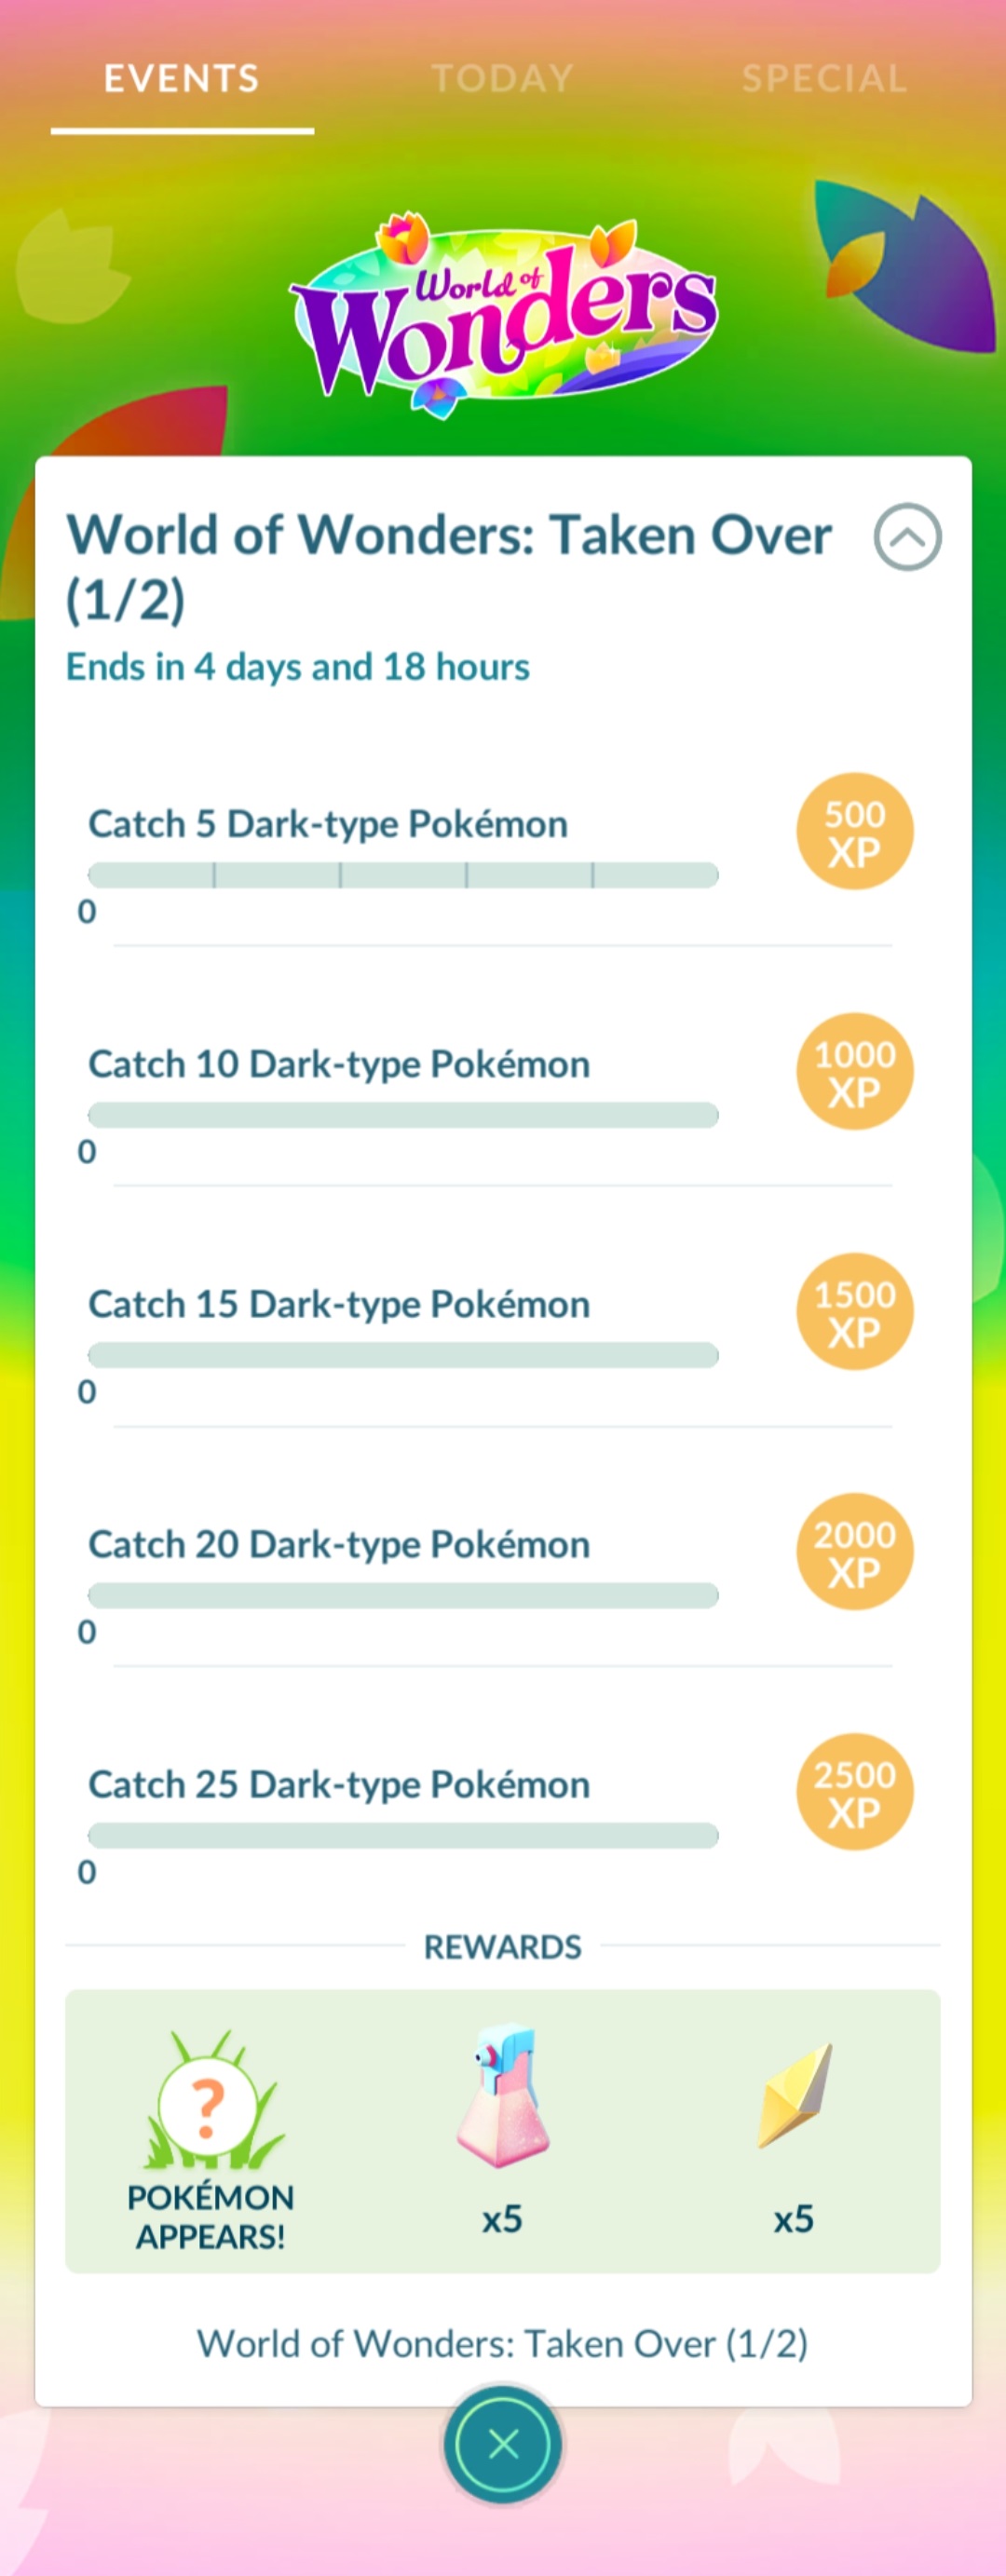 EVENTS TODAY SPECIAL
World of
Wonders
World of Wonders: Taken Over
(1/2)
Ends in 4 days and 18 hours
Catch 5 Dark-type Pokémon
500
XP
0
Catch 10 Dark-type Pokémon
1000
XP
0
Catch 15 Dark-type Pokémon
1500
XP
0
Catch 20 Dark-type Pokémon
2000
XP
0
Catch 25 Dark-type Pokémon
2500
XP
0
REWARDS
?
POKÉMON
APPEARS!
x5
x5
World of Wonders: Taken Over (1/2)